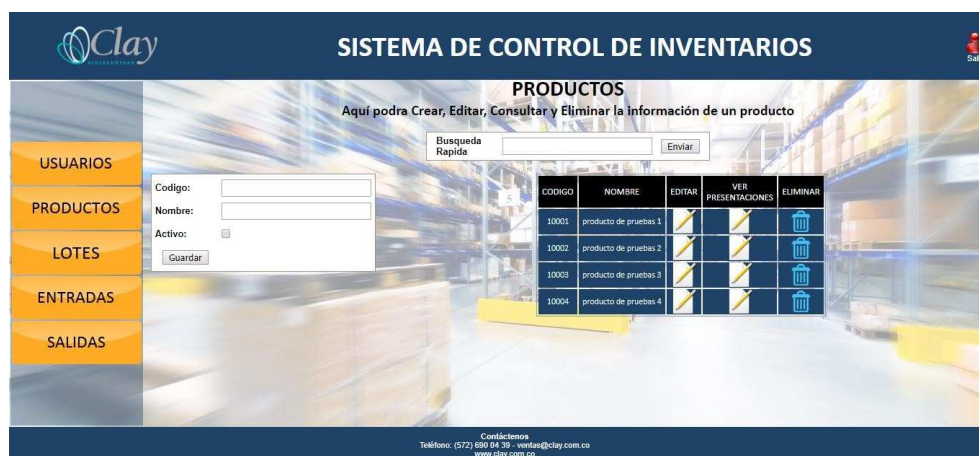 Clay
SISTEMA DE CONTROL DE INVENTARIOS
PRODUCTOS
Aquí podra Crear, Editar, Consultar y Eliminar la información de un producto
Busqueda
Rapida
Enviar
USUARIOS
PRODUCTOS
LOTES
ENTRADAS
SALIDAS
Codigo:
Nombre:
Activo:
Guardar
CODIGO NOMBRE EDITAR VER PRESENTACIONES ELIMINAR
10001 producto de pruebas 1
10002 producto de pruebas 2
10003 producto de pruebas 3
10004 producto de pruebas 4
Contáctenos
Teléfono: (572) 690 04 39 - ventas@clay.com.co
www.clay.com.co